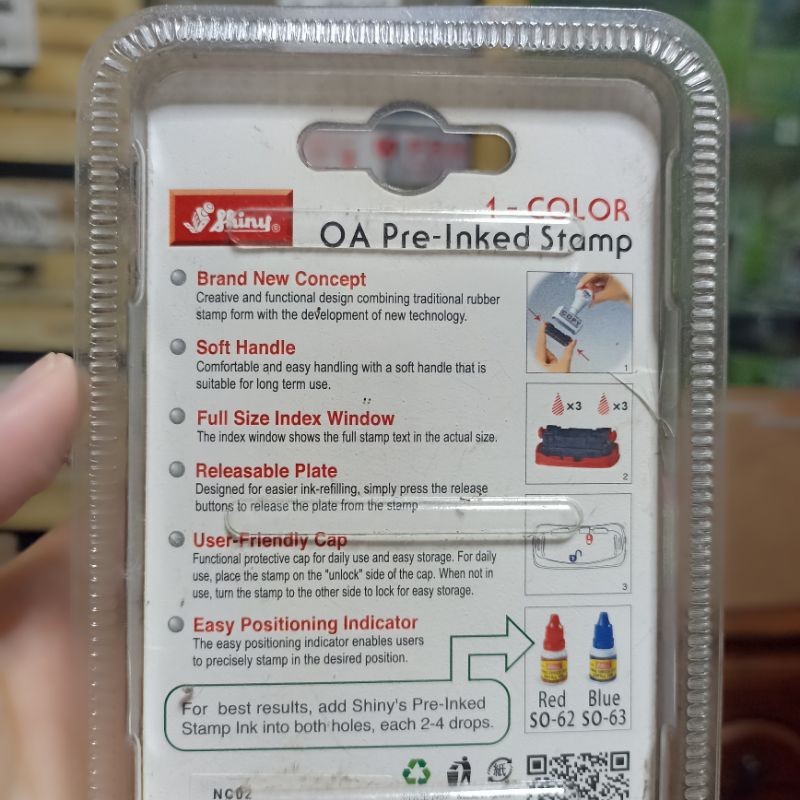 Shiny®
1 - COLOR
OA Pre-Inked Stamp
Brand New Concept
Creative and functional design combining traditional rubber
stamp form with the development of new technology.
Soft Handle
Comfortable and easy handling with a soft handle that is
suitable for long term use.
Full Size Index Window
The index window shows the full stamp text in the actual size.
Releasable Plate
Designed for easier ink-refilling, simply press the release
buttons to release the plate from the stamp
User-Friendly Cap
Functional protective cap for daily use and easy storage. For daily
use, place the stamp on the "unlock" side of the cap. When not in
use, turn the stamp to the other side to lock for easy storage.
Easy Positioning Indicator
The easy positioning indicator enables users
to precisely stamp in the desired position.
For best results, add Shiny's Pre-Inked
Stamp Ink into both holes, each 2-4 drops.
COPY
1
x3 x3
2
3
Red Blue
SO-62 SO-63
NC02